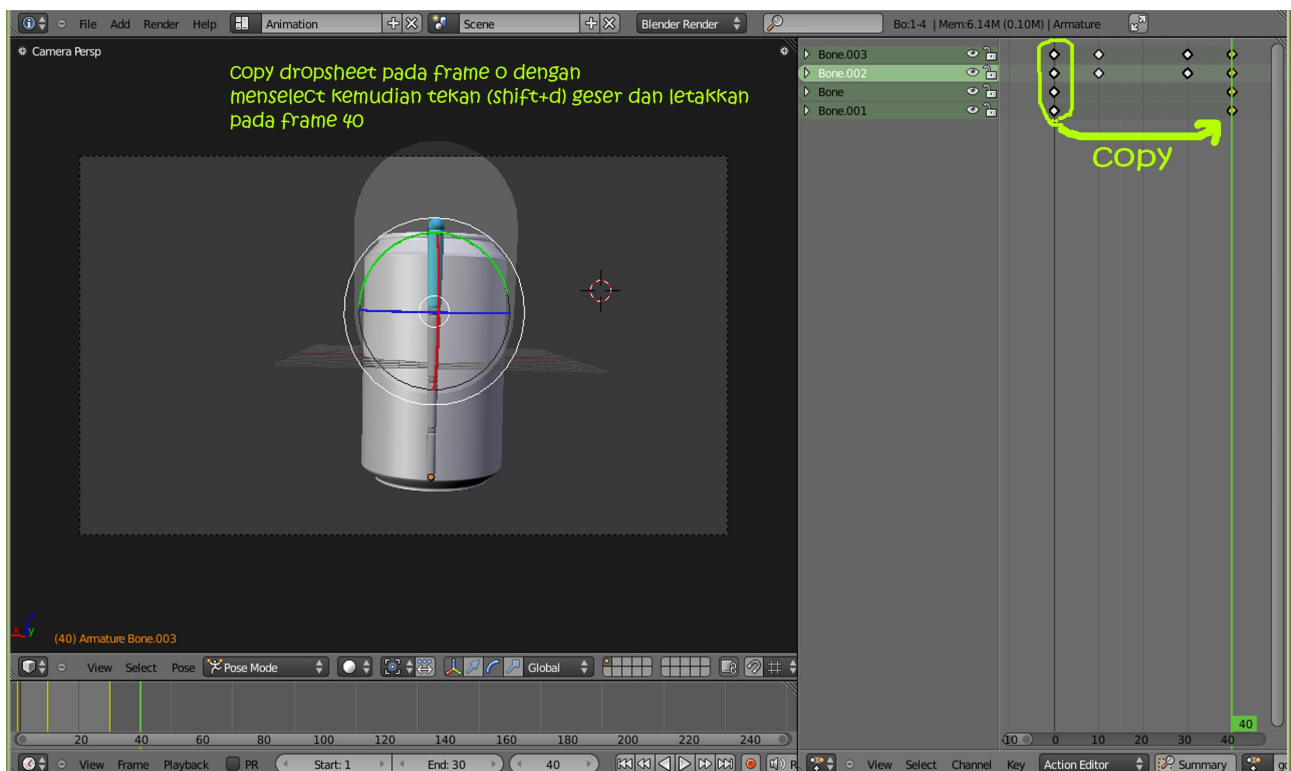 File Add Render Help Animation Scene Blender Render Bo:1-4 | Mem:6.14M (0.10M) | Armature
Camera Persp
copy dropsheet pada frame 0 dengan
menselect kemudian tekan (shift+d) geser dan letakkan
pada frame 40
Bone.003
Bone.002
Bone
Bone.001
copy
x y
(40) Armature Bone.003
View Select Pose Pose Mode Global
20 40 60 80 100 120 140 160 180 200 220 240
View Frame Playback PR Start: 1 End: 30 40
40
-10 0 10 20 30 40
View Select Channel Key Action Editor Summary